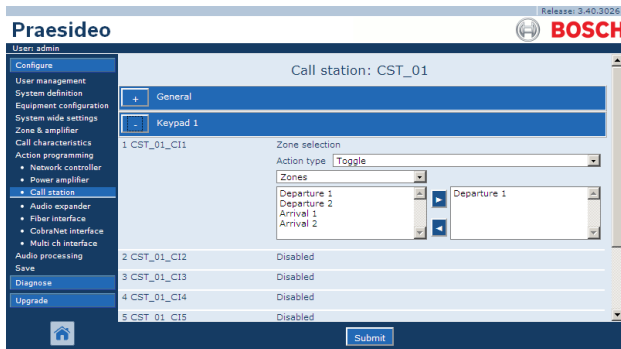 Release: 3.40.3026
Praesideo
BOSCH
User: admin
Configure
User management
System definition
Equipment configuration
System wide settings
Zone & amplifier
Call characteristics
Action programming
• Network controller
• Power amplifier
• Call station
• Audio expander
• Fiber interface
• CobraNet interface
• Multi ch interface
Audio processing
Save
Diagnose
Upgrade
Call station: CST_01
+ General
- Keypad 1
1 CST_01_CI1 Zone selection
Action type Toggle
Zones
Departure 1
Departure 2
Arrival 1
Arrival 2
Departure 1
2 CST_01_CI2 Disabled
3 CST_01_CI3 Disabled
4 CST_01_CI4 Disabled
5 CST_01_CI5 Disabled
Submit